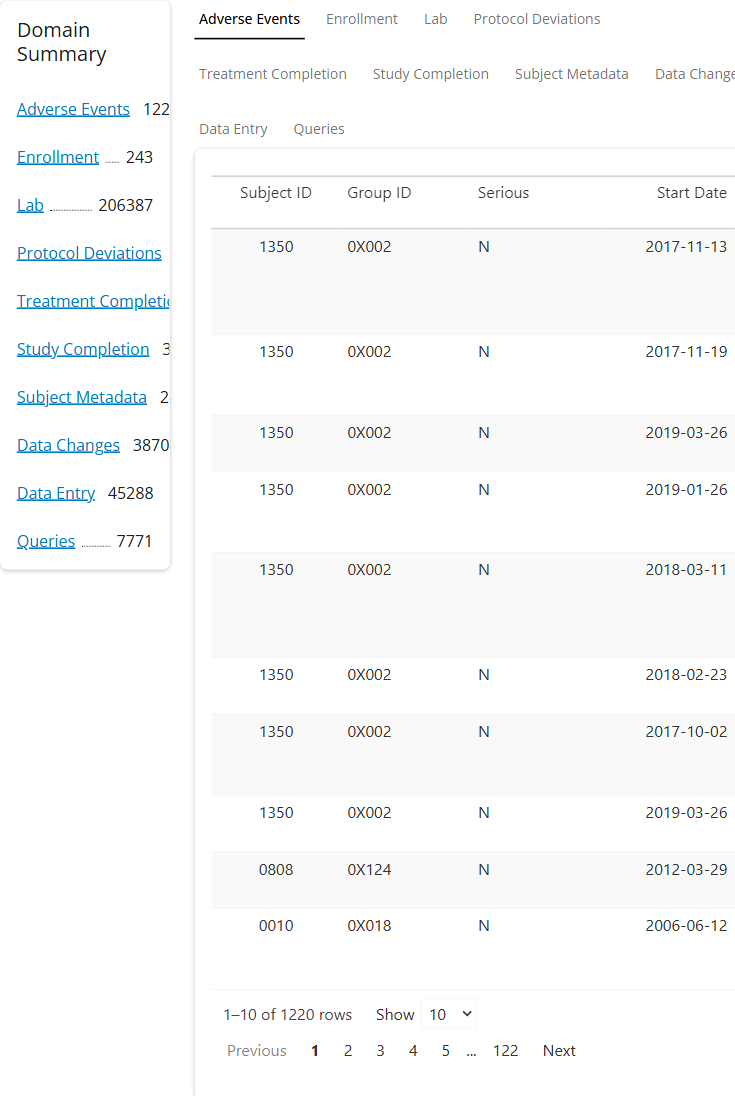 Domain
Summary
Adverse Events 122
Enrollment ..... 243
Lab .............. 206387
Protocol Deviations
Treatment
Study Completion
Subject Metadata
Data Changes 3870
Data Entry 45288
Queries .......... 7771
Adverse Events Enrollment Lab Protocol Deviations
Treatment Completion Study Completion Subject Metadata Data Change
Data Entry Queries
Subject ID Group ID Serious Start Date
1350 0X002 N 2017-11-13
1350 0X002 N 2017-11-19
1350 0X002 N 2019-03-26
1350 0X002 N 2019-01-26
1350 0X002 N 2018-03-11
1350 0X002 N 2018-02-23
1350 0X002 N 2017-10-02
1350 0X002 N 2019-03-26
0808 0X124 N 2012-03-29
0010 0X018 N 2006-06-12
1–10 of 1220 rows Show 10
Previous 1 2 3 4 5 ... 122 Next